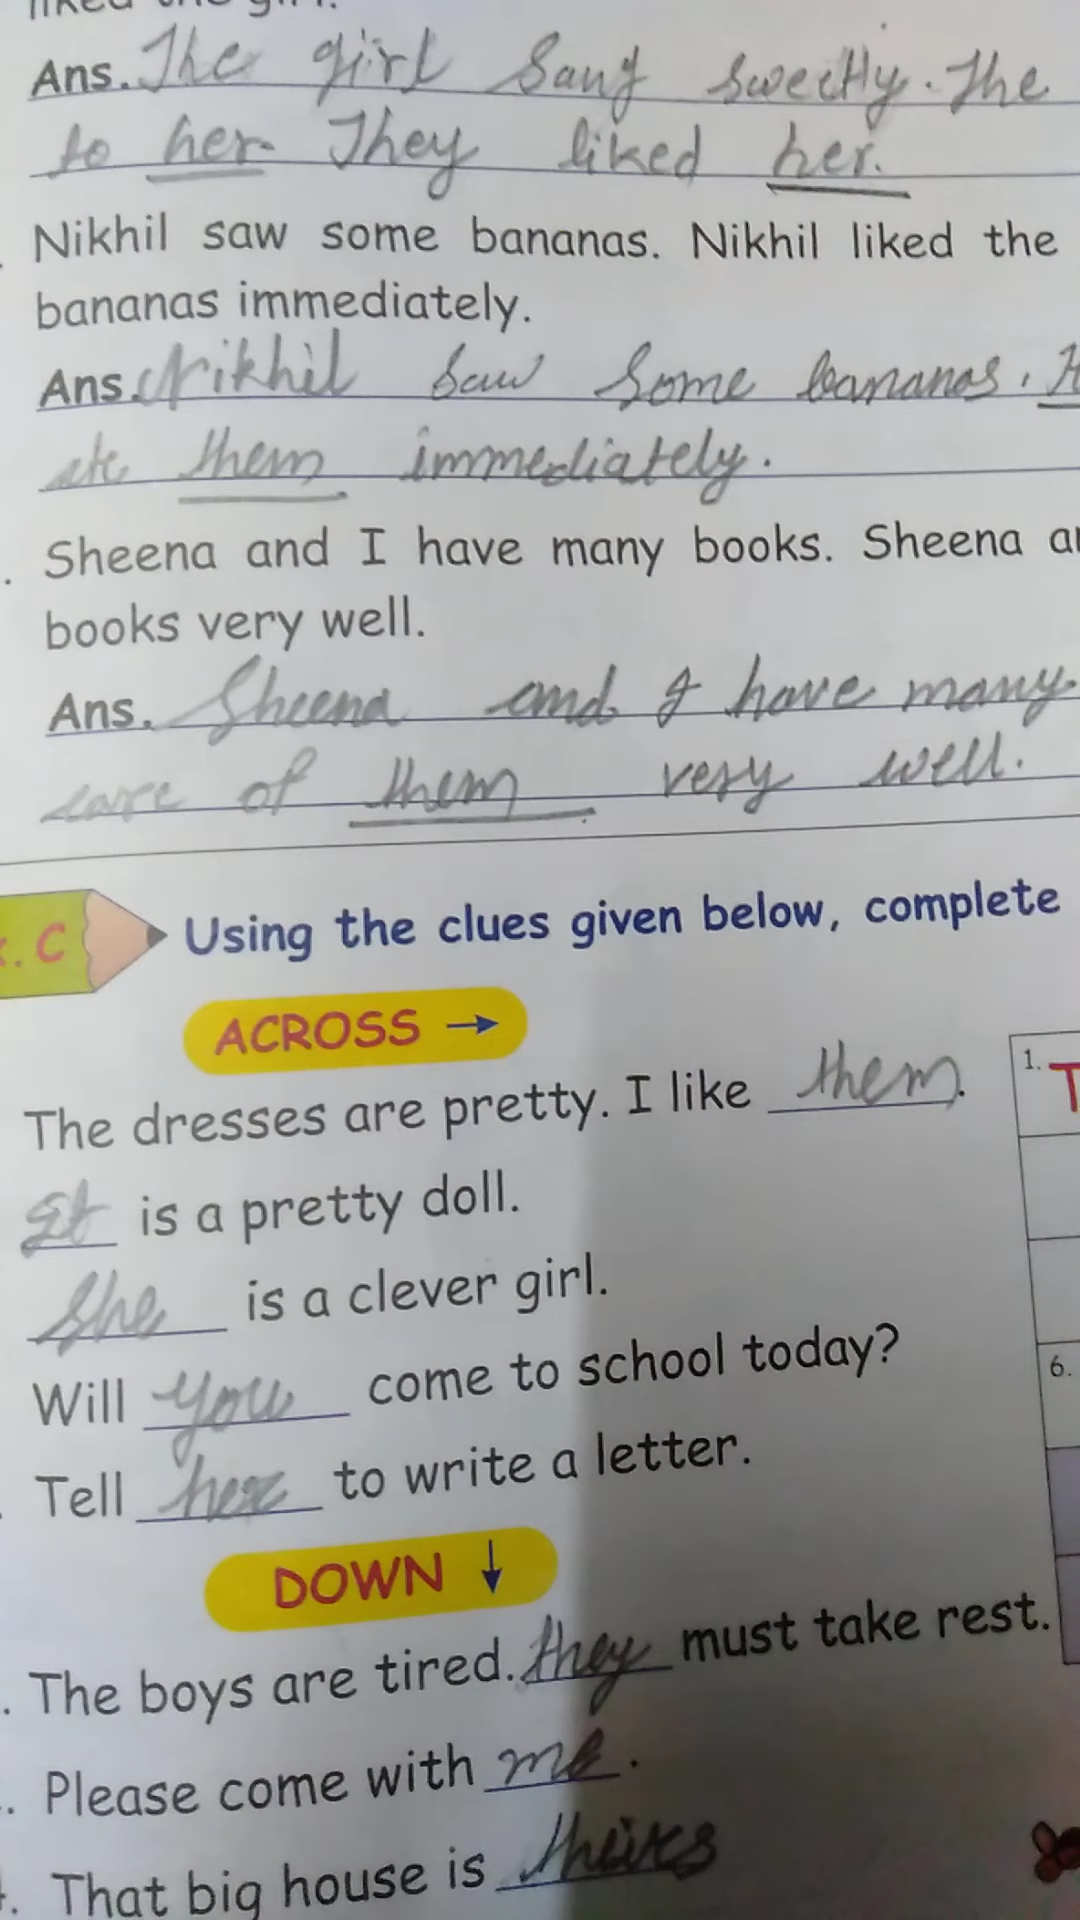 liked the girl.
Ans. The girl sang sweetly. The
to her. They liked her.
Nikhil saw some bananas. Nikhil liked the
bananas immediately.
Ans. Nikhil saw some bananas. H
ate them immediately.
Sheena and I have many books. Sheena a
books very well.
Ans. Sheena and I have many
care of them very well.
. C Using the clues given below, complete
ACROSS →
The dresses are pretty. I like them.
1. T
It is a pretty doll.
She is a clever girl.
Will you come to school today?
6.
Tell her to write a letter.
DOWN ↓
. The boys are tired. they must take rest.
. Please come with me.
. That big house is theirs